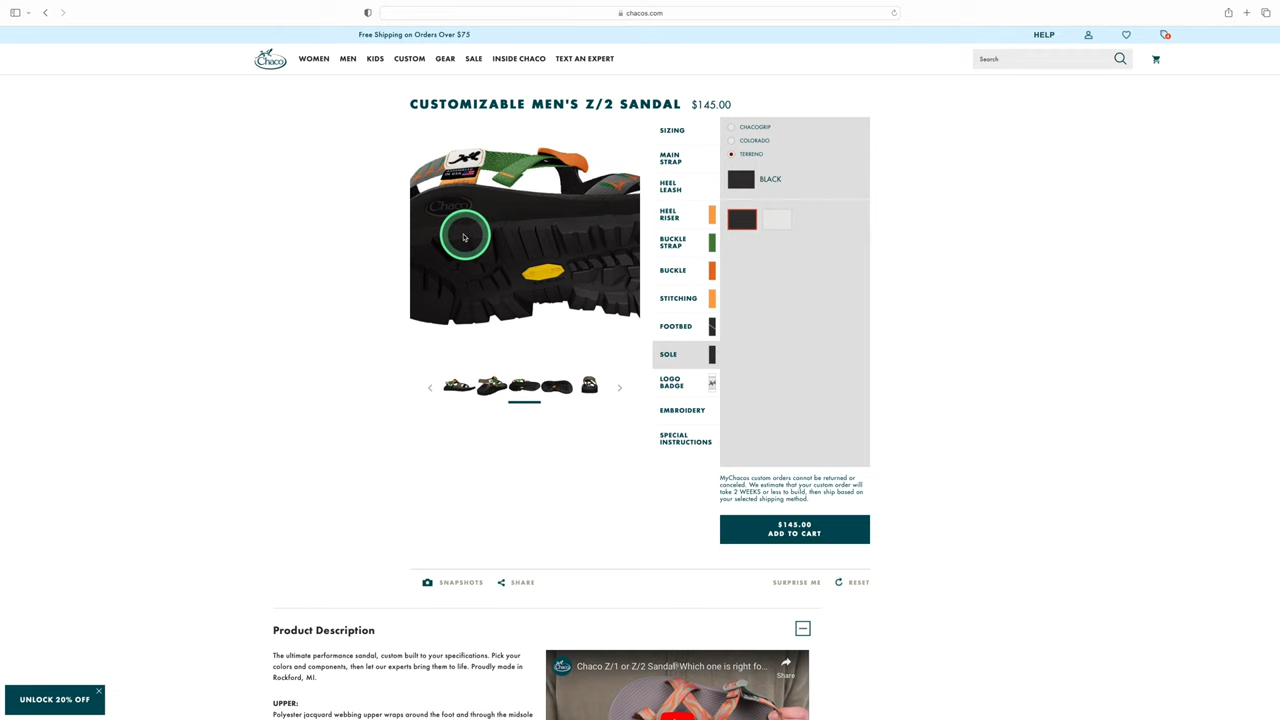 chacos.com
Free Shipping on Orders Over $75
HELP
4
Chaco
WOMEN MEN KIDS CUSTOM GEAR SALE INSIDE CHACO TEXT AN EXPERT
Search
CUSTOMIZABLE MEN'S Z/2 SANDAL $145.00
SIZING
MAIN
STRAP
HEEL
LEASH
HEEL
RISER
BUCKLE
STRAP
BUCKLE
STITCHING
FOOTBED
SOLE
LOGO
BADGE
EMBROIDERY
SPECIAL
INSTRUCTIONS
CHACOGRIP
COLORADO
TERRENO
BLACK
Chaco
MyChacos custom orders cannot be returned or
canceled. We estimate that your custom order will
take 2 WEEKS or less to build, then ship based on
your selected shipping method.
$145.00
ADD TO CART
SNAPSHOTS SHARE
SURPRISE ME RESET
Product Description
The ultimate performance sandal, custom built to your specifications. Pick your
colors and components, then let our experts bring them to life. Proudly made in
Rockford, MI.
UPPER:
Polyester jacquard webbing upper wraps around the foot and through the midsole
Chaco Z/1 or Z/2 Sandal? Which one is right fo...
Share
UNLOCK 20% OFF